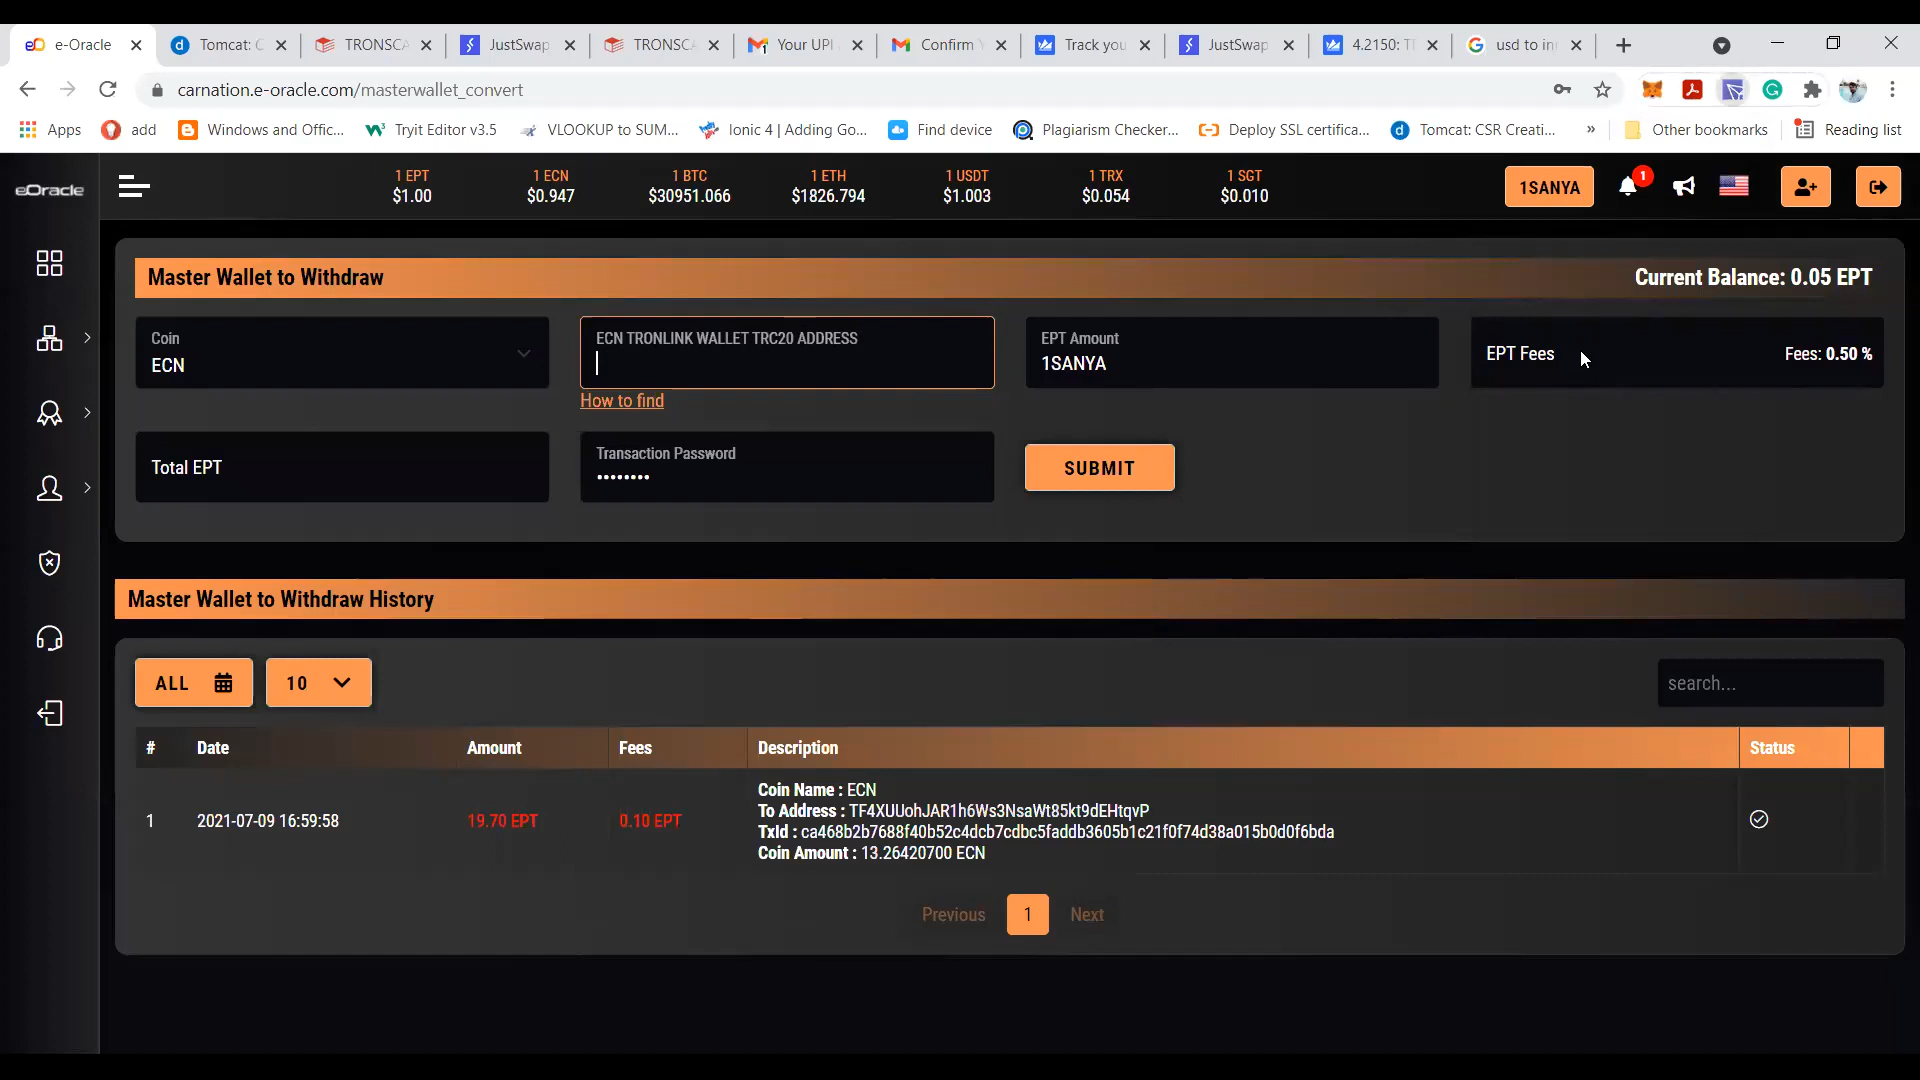 e-Oracle
Tomcat: C
TRONSCA
JustSwap
TRONSCA
Your UPI
Confirm Y
Track you
JustSwap
4.2150: T
usd to in
carnation.e-oracle.com/masterwallet_convert
Apps
add
Windows and Offic...
Tryit Editor v3.5
VLOOKUP to SUM...
Ionic 4 | Adding Go...
Find device
Plagiarism Checker...
Deploy SSL certifica...
Tomcat: CSR Creati...
»
Other bookmarks
Reading list
eOracle
1 EPT
$1.00
1 ECN
$0.947
1 BTC
$30951.066
1 ETH
$1826.794
1 USDT
$1.003
1 TRX
$0.054
1 SGT
$0.010
1SANYA
1
Master Wallet to Withdraw
Current Balance: 0.05 EPT
Coin
ECN
ECN TRONLINK WALLET TRC20 ADDRESS
How to find
EPT Amount
1SANYA
EPT Fees
Fees: 0.50 %
Total EPT
Transaction Password
••••••••
SUBMIT
Master Wallet to Withdraw History
ALL
10
search...
# Date Amount Fees Description Status
1 2021-07-09 16:59:58 19.70 EPT 0.10 EPT
Coin Name : ECN
To Address : TF4XUUohJAR1h6Ws3NsaWt85kt9dEHtqvP
TxId : ca468b2b7688f40b52c4dcb7cdbc5faddb3605b1c21f0f74d38a015b0d0f6bda
Coin Amount : 13.26420700 ECN
Previous 1 Next